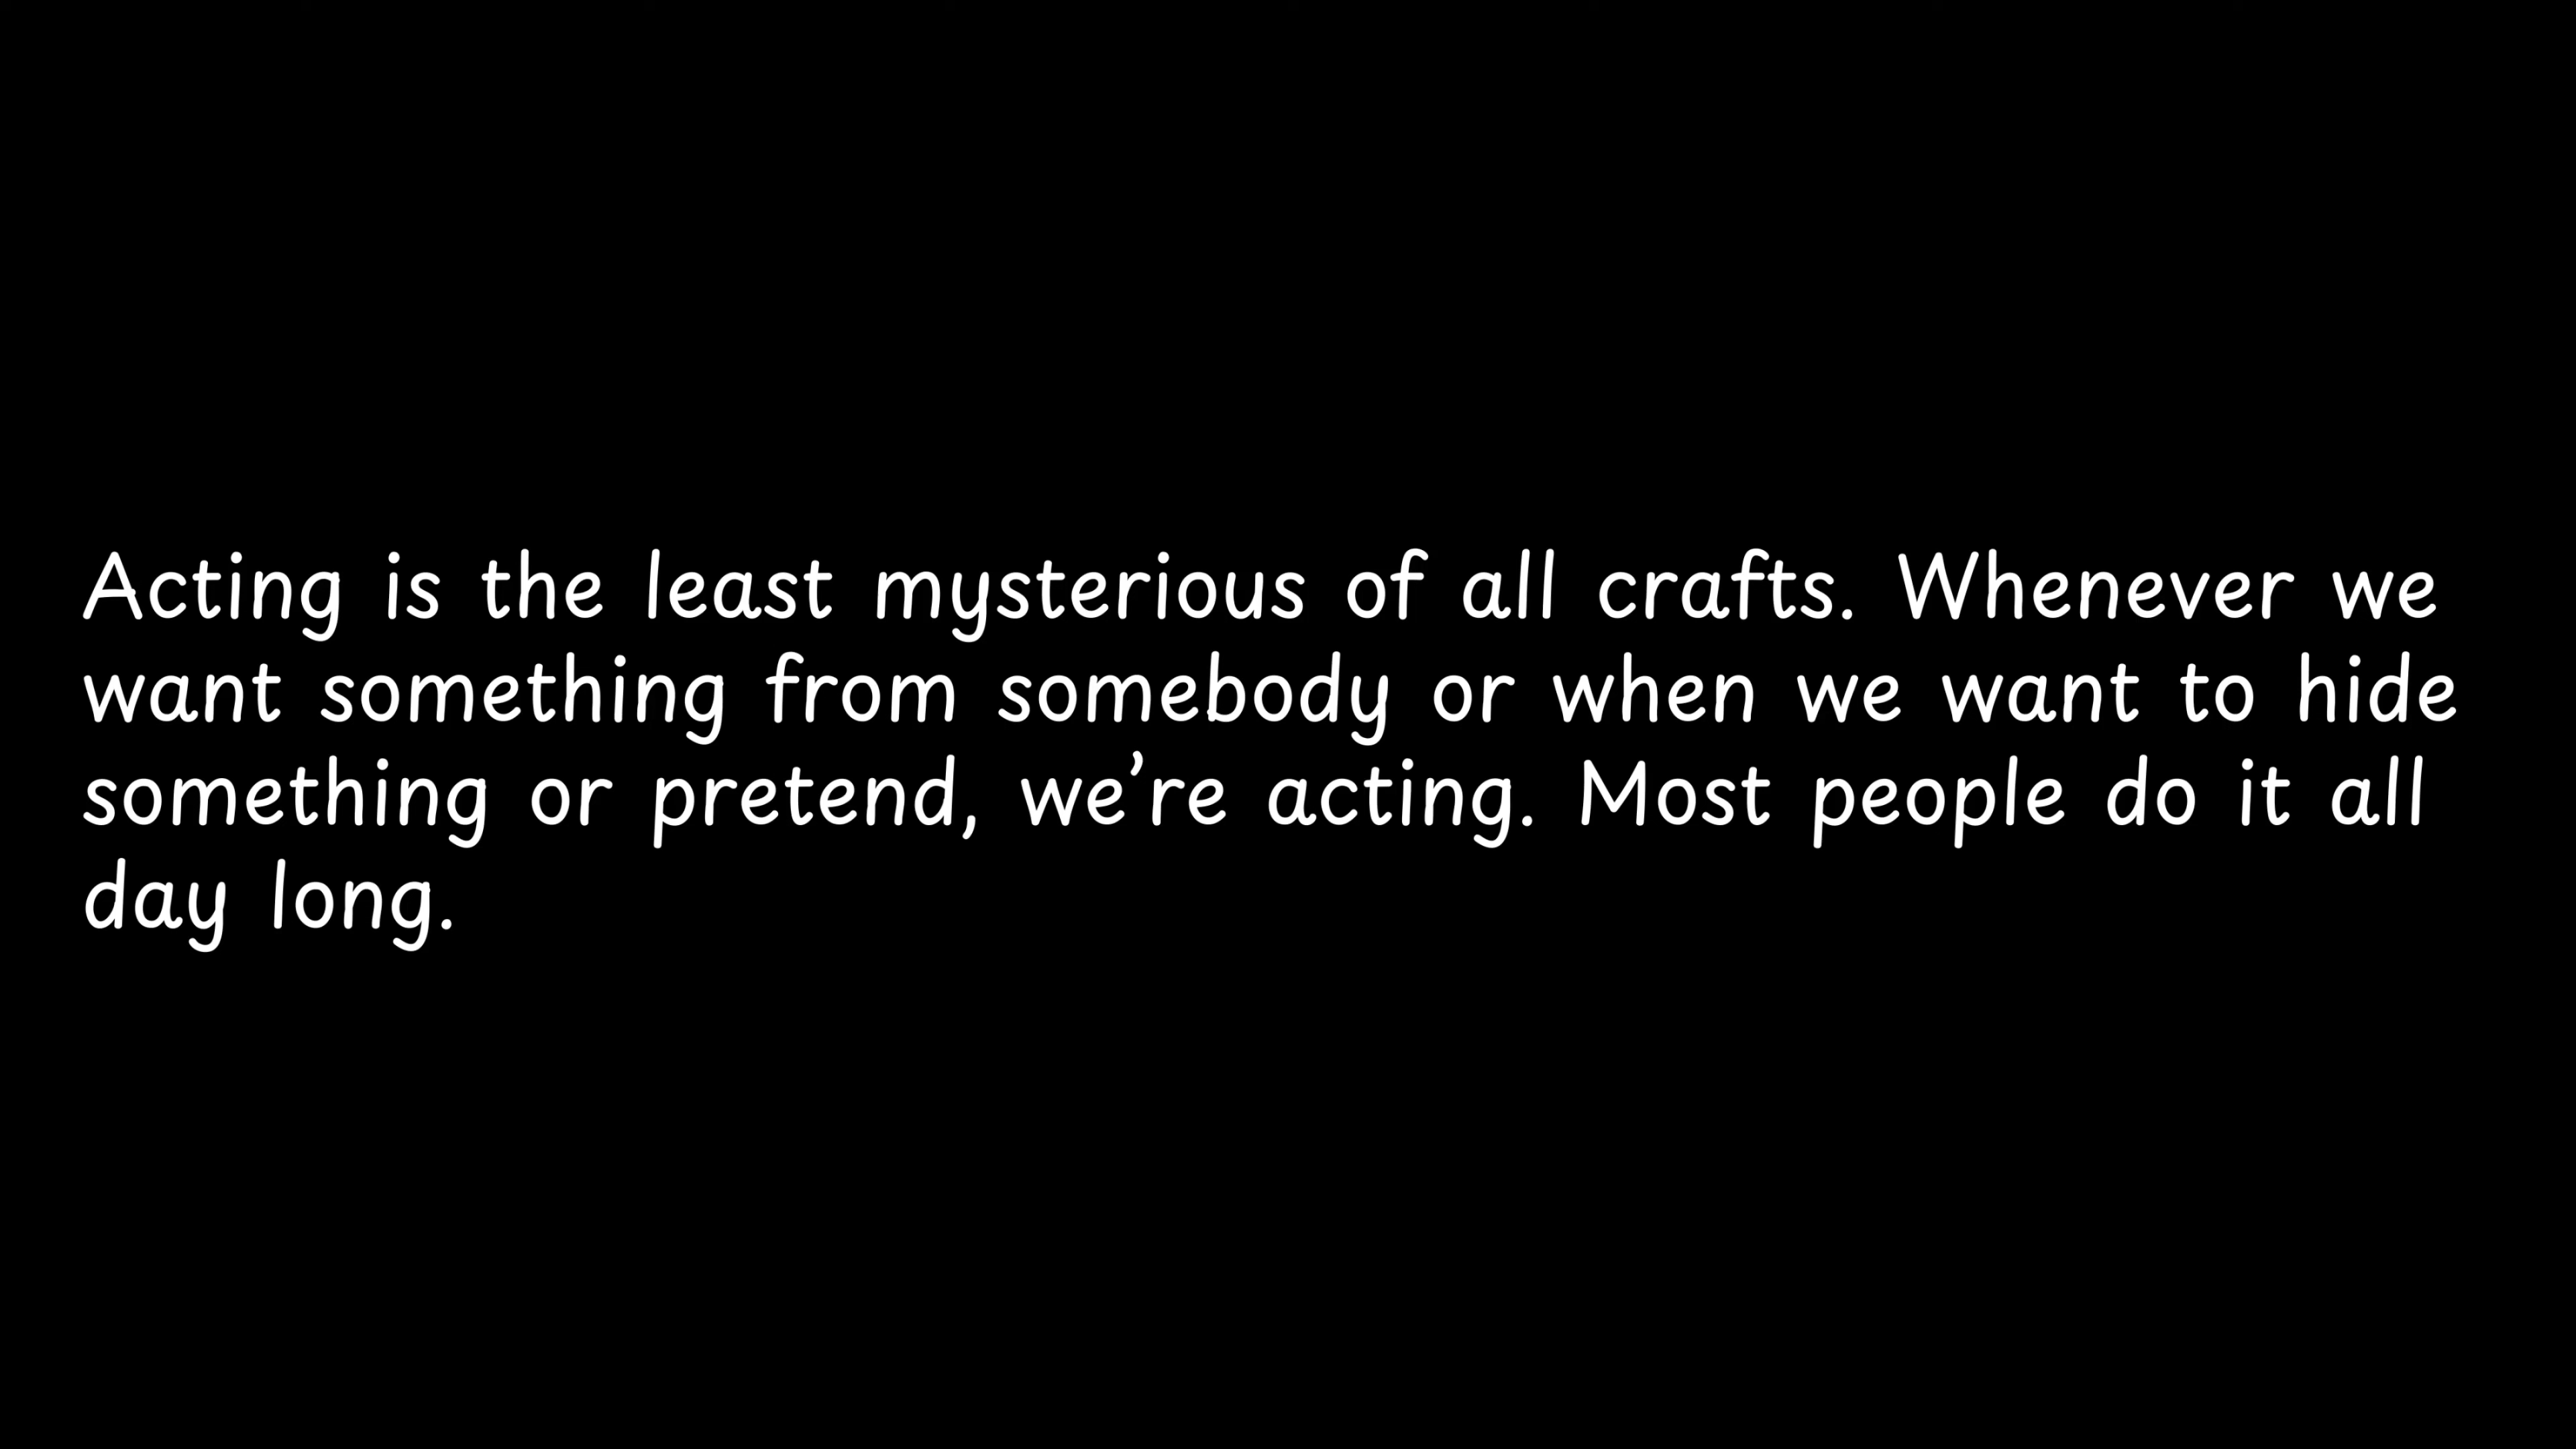 Acting is the least mysterious of all crafts. Whenever we
want something from somebody or when we want to hide
something or pretend, we’re acting. Most people do it all
day long.